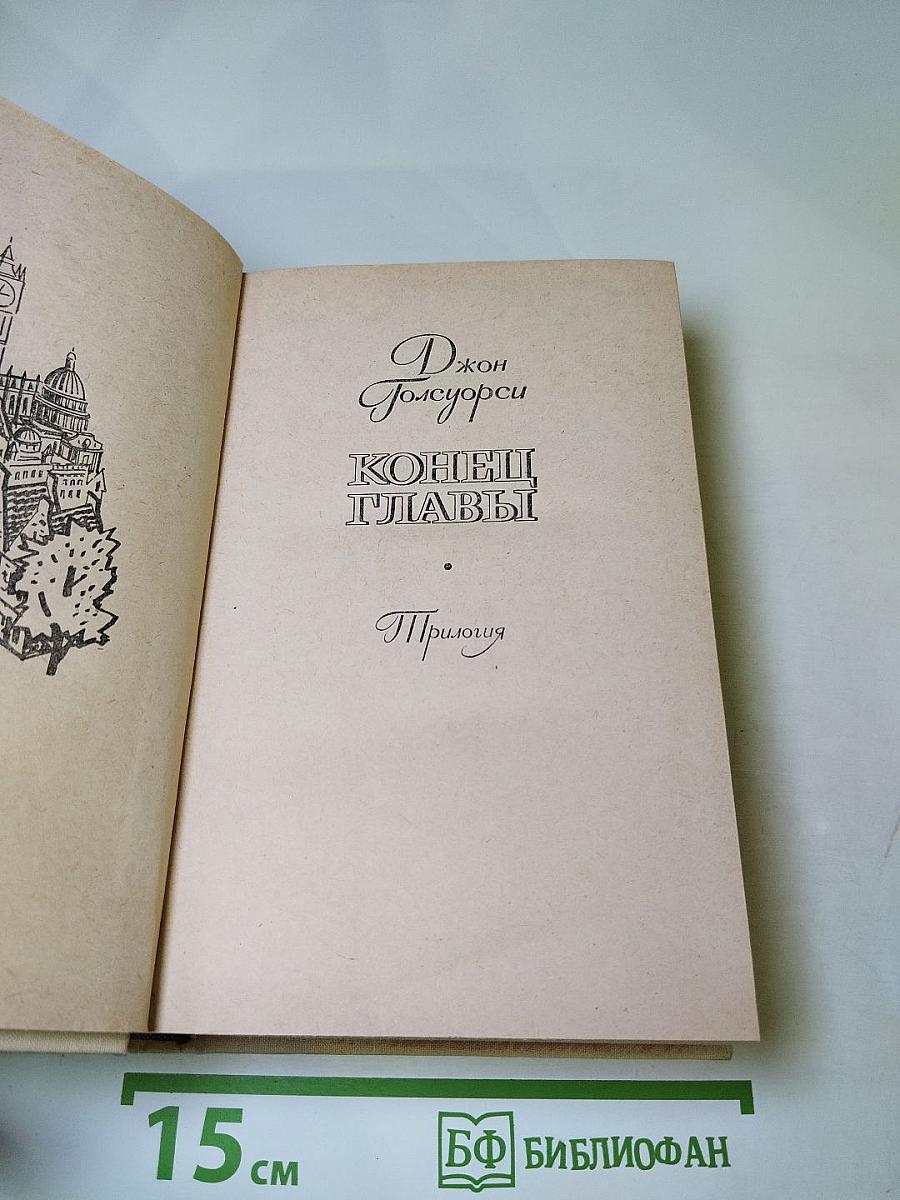 Джон
Голсуорси
КОНЕЦ
ГЛАВЫ
•
Трилогия
15 см
БФ БИБЛИОФАН